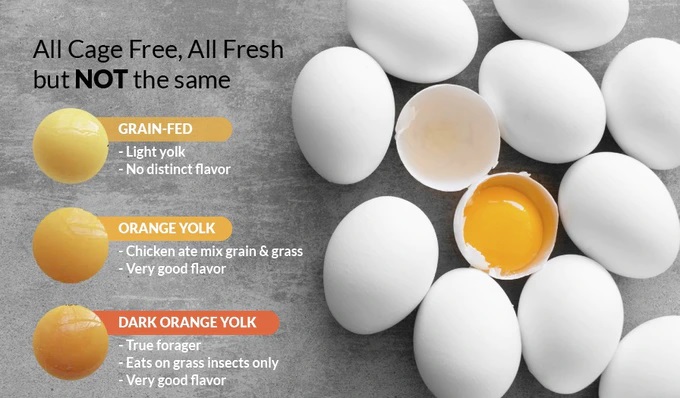 All Cage Free, All Fresh
but NOT the same
GRAIN-FED
- Light yolk
- No distinct flavor
ORANGE YOLK
- Chicken ate mix grain & grass
- Very good flavor
DARK ORANGE YOLK
- True forager
- Eats on grass insects only
- Very good flavor